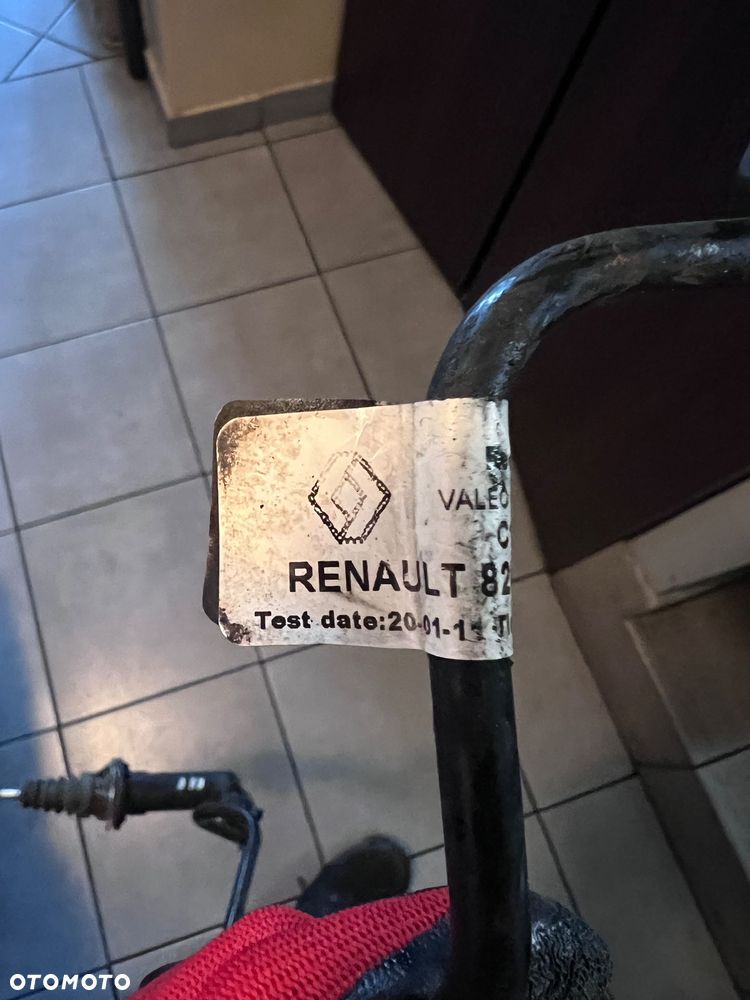 VALEO
C
RENAULT 82
Test date:20-01-1
OTOMOTO